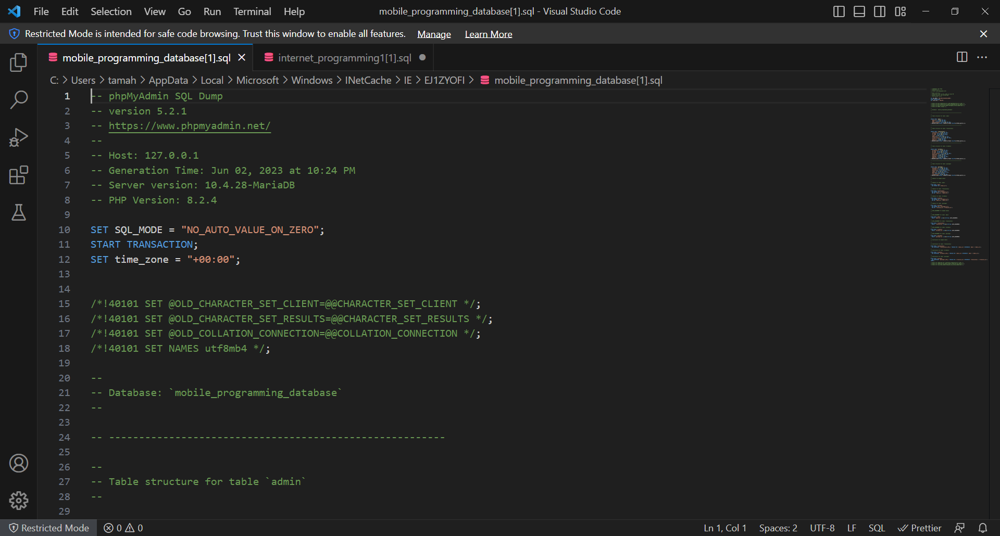 File Edit Selection View Go Run Terminal Help mobile_programming_database[1].sql - Visual Studio Code
Restricted Mode is intended for safe code browsing. Trust this window to enable all features. Manage Learn More
mobile_programming_database[1].sql internet_programming1[1].sql
C: > Users > tamah > AppData > Local > Microsoft > Windows > INetCache > IE > EJ1ZYOFI > mobile_programming_database[1].sql
1 -- phpMyAdmin SQL Dump
2 -- version 5.2.1
3 -- https://www.phpmyadmin.net/
4 --
5 -- Host: 127.0.0.1
6 -- Generation Time: Jun 02, 2023 at 10:24 PM
7 -- Server version: 10.4.28-MariaDB
8 -- PHP Version: 8.2.4
9
10 SET SQL_MODE = "NO_AUTO_VALUE_ON_ZERO";
11 START TRANSACTION;
12 SET time_zone = "+00:00";
13
14
15 /*!40101 SET @OLD_CHARACTER_SET_CLIENT=@@CHARACTER_SET_CLIENT */;
16 /*!40101 SET @OLD_CHARACTER_SET_RESULTS=@@CHARACTER_SET_RESULTS */;
17 /*!40101 SET @OLD_COLLATION_CONNECTION=@@COLLATION_CONNECTION */;
18 /*!40101 SET NAMES utf8mb4 */;
19
20 --
21 -- Database: `mobile_programming_database`
22 --
23
24 -- --------------------------------------------------------
25
26 --
27 -- Table structure for table `admin`
28 --
29
Restricted Mode 0 0 Ln 1, Col 1 Spaces: 2 UTF-8 LF SQL Prettier